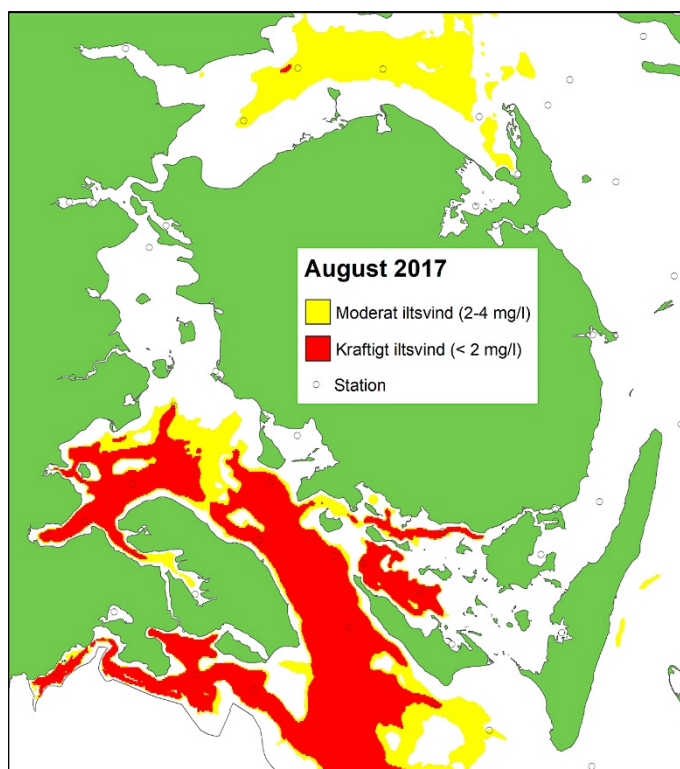 August 2017
Moderat iltsvind (2-4 mg/l)
Kraftigt iltsvind (< 2 mg/l)
Station